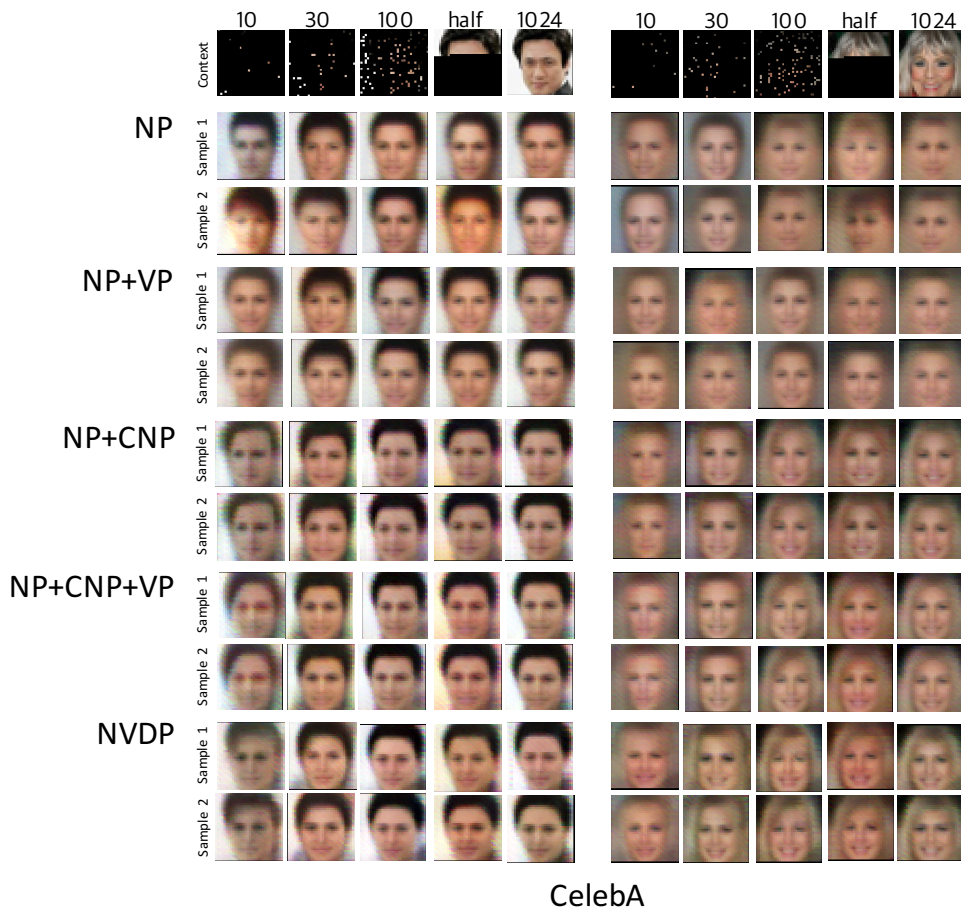 10 30 100 half 1024 10 30 100 half 1024
Context
NP
Sample 1
Sample 2
NP+VP
Sample 1
Sample 2
NP+CNP
Sample 1
Sample 2
NP+CNP+VP
Sample 1
Sample 2
NVDP
Sample 1
Sample 2
CelebA